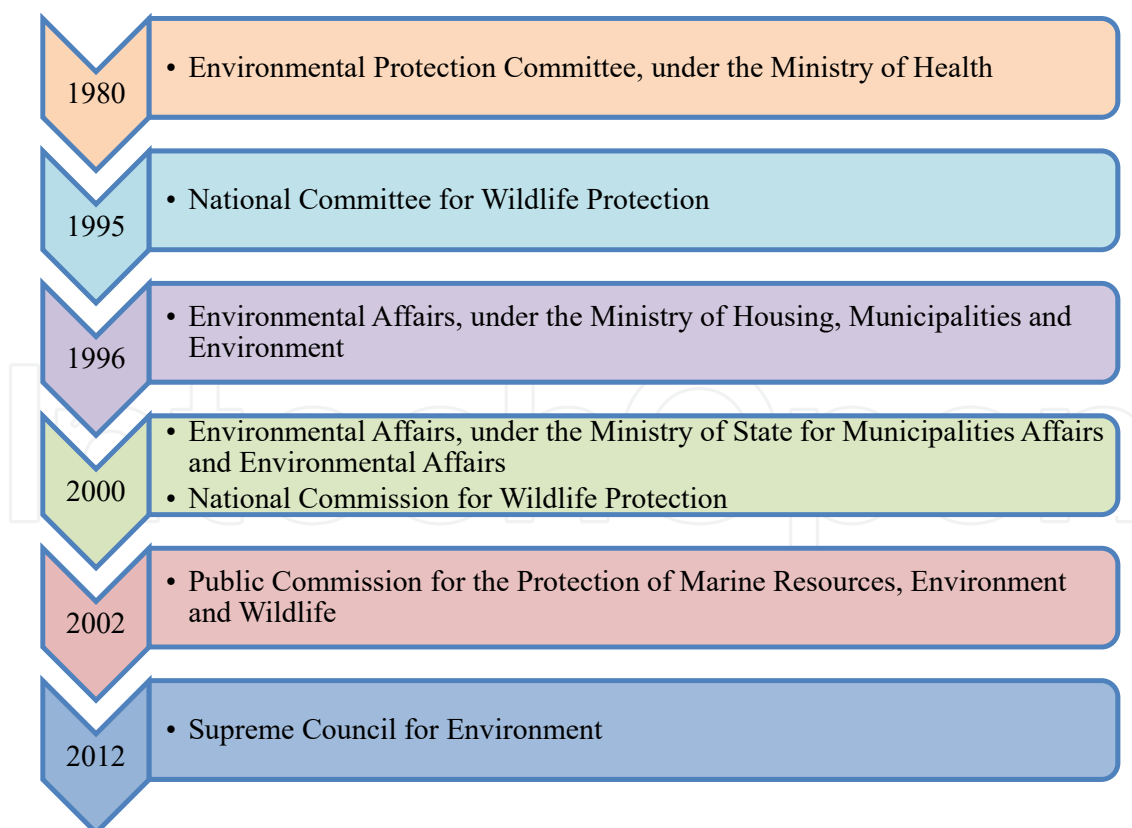 1980
• Environmental Protection Committee, under the Ministry of Health
1995
• National Committee for Wildlife Protection
1996
• Environmental Affairs, under the Ministry of Housing, Municipalities and
Environment
2000
• Environmental Affairs, under the Ministry of State for Municipalities Affairs
and Environmental Affairs
• National Commission for Wildlife Protection
2002
• Public Commission for the Protection of Marine Resources, Environment
and Wildlife
2012
• Supreme Council for Environment
IntechOpen